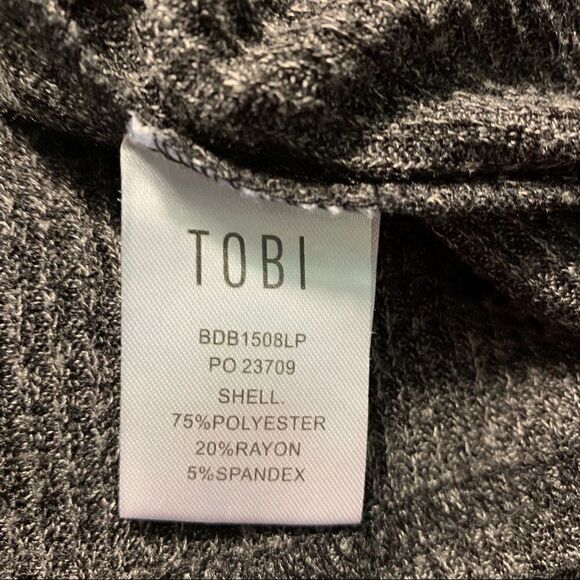 TOBI
BDB1508LP
PO 23709
SHELL.
75%POLYESTER
20%RAYON
5%SPANDEX